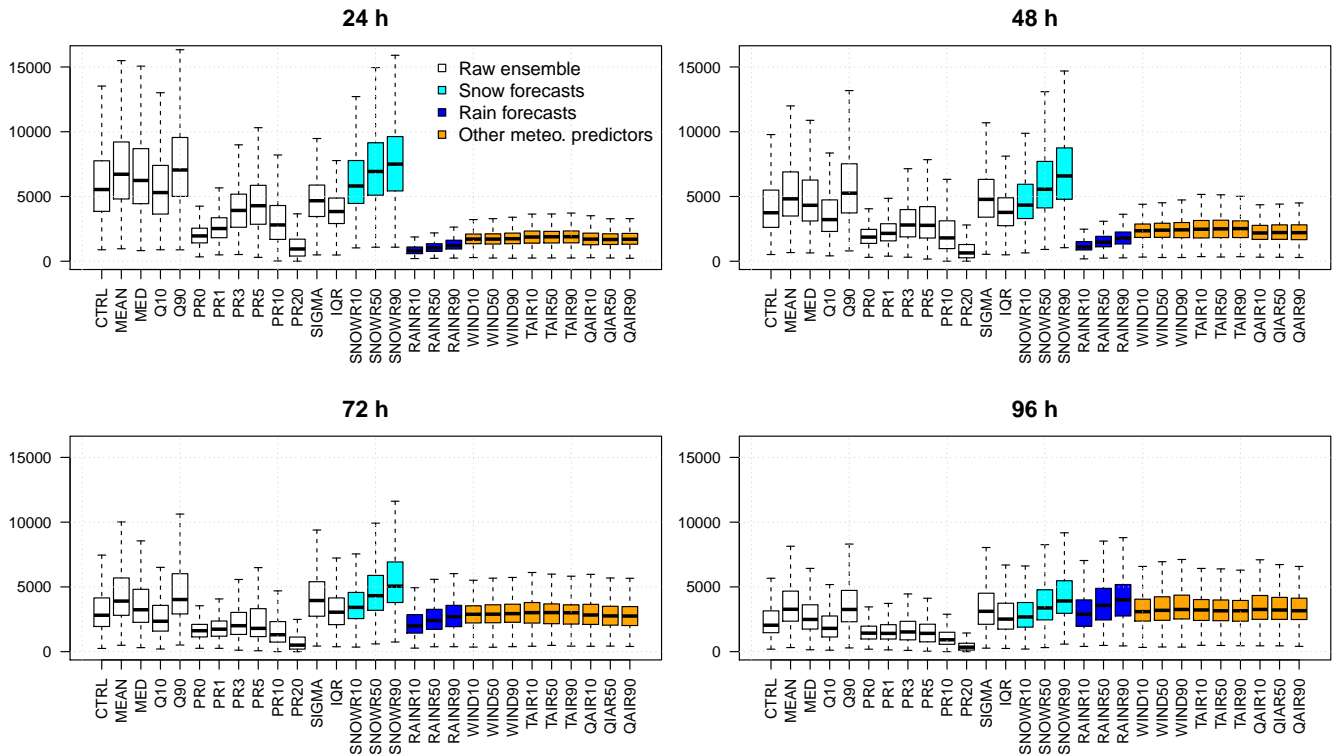 24 h
15000
10000
5000
0
Raw ensemble
Snow forecasts
Rain forecasts
Other meteo. predictors
CTRL
MEAN
MED
Q10
Q90
PR0
PR1
PR3
PR5
PR10
PR20
SIGMA
IQR
SNOWR10
SNOWR50
SNOWR90
RAINR10
RAINR50
RAINR90
WIND10
WIND50
WIND90
TAIR10
TAIR50
TAIR90
QAIR10
QIAR50
QAIR90
48 h
15000
10000
5000
0
CTRL
MEAN
MED
Q10
Q90
PR0
PR1
PR3
PR5
PR10
PR20
SIGMA
IQR
SNOWR10
SNOWR50
SNOWR90
RAINR10
RAINR50
RAINR90
WIND10
WIND50
WIND90
TAIR10
TAIR50
TAIR90
QAIR10
QIAR50
QAIR90
72 h
15000
10000
5000
0
CTRL
MEAN
MED
Q10
Q90
PR0
PR1
PR3
PR5
PR10
PR20
SIGMA
IQR
SNOWR10
SNOWR50
SNOWR90
RAINR10
RAINR50
RAINR90
WIND10
WIND50
WIND90
TAIR10
TAIR50
TAIR90
QAIR10
QIAR50
QAIR90
96 h
15000
10000
5000
0
CTRL
MEAN
MED
Q10
Q90
PR0
PR1
PR3
PR5
PR10
PR20
SIGMA
IQR
SNOWR10
SNOWR50
SNOWR90
RAINR10
RAINR50
RAINR90
WIND10
WIND50
WIND90
TAIR10
TAIR50
TAIR90
QAIR10
QIAR50
QAIR90